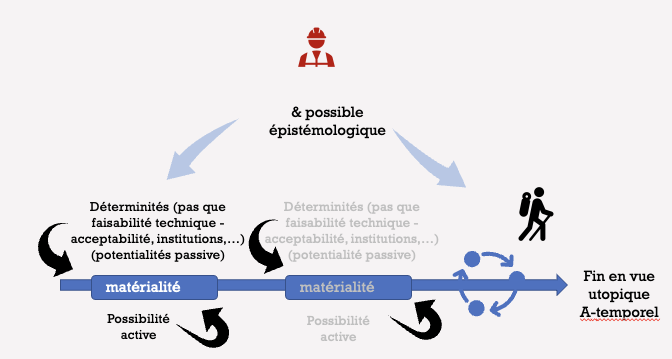 & possible
épistémologique
Déterminités (pas que
faisabilité technique -
acceptabilité, institutions,...)
(potentialités passive)
Déterminités (pas que
faisabilité technique -
acceptabilité, institutions,...)
(potentialités passive)
matérialité
matérialité
Possibilité
active
Possibilité
active
Fin en vue
utopique
A-temporel